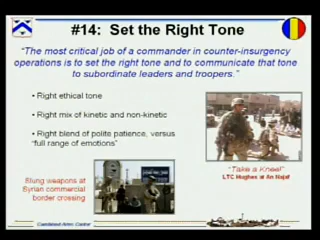 #14: Set the Right Tone
“The most critical job of a commander in counter-insurgency
operations is to set the right tone and to communicate that tone
to subordinate leaders and troopers.”
• Right ethical tone
• Right mix of kinetic and non-kinetic
• Right blend of polite patience, versus
“full range of emotions”
“Take a Knee!”
LTC Hughes at An Najaf
Slung weapons at
Syrian commercial
border crossing
Combined Arms Center